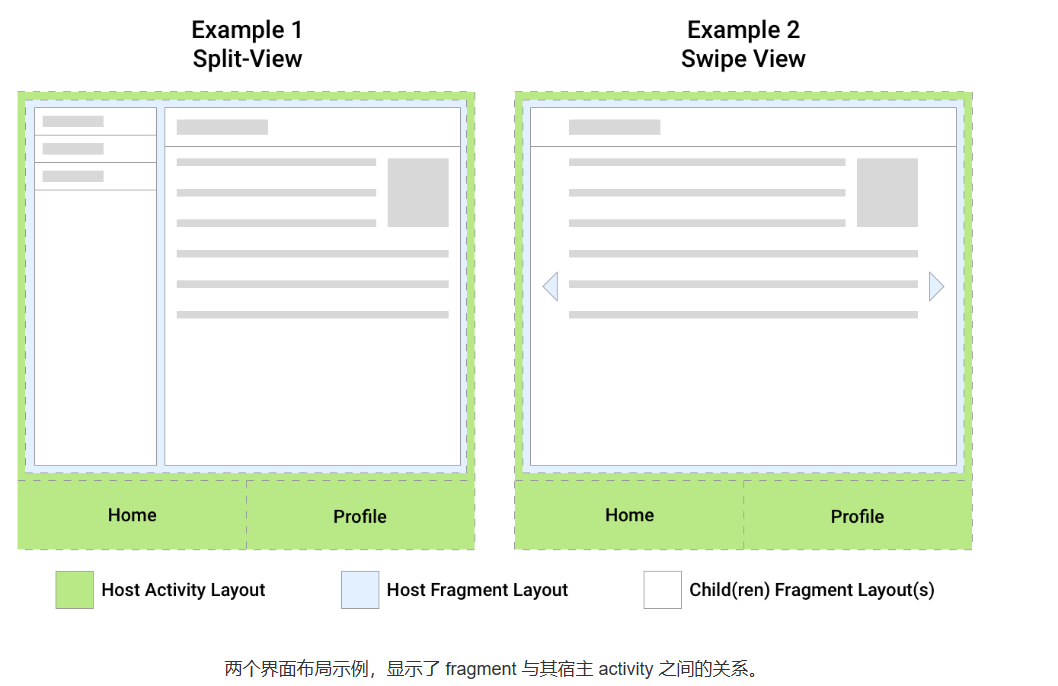 Example 1
Split-View
Example 2
Swipe View
Home
Profile
Home
Profile
Host Activity Layout
Host Fragment Layout
Child(ren) Fragment Layout(s)
两个界面布局示例，显示了 fragment 与其宿主 activity 之间的关系。